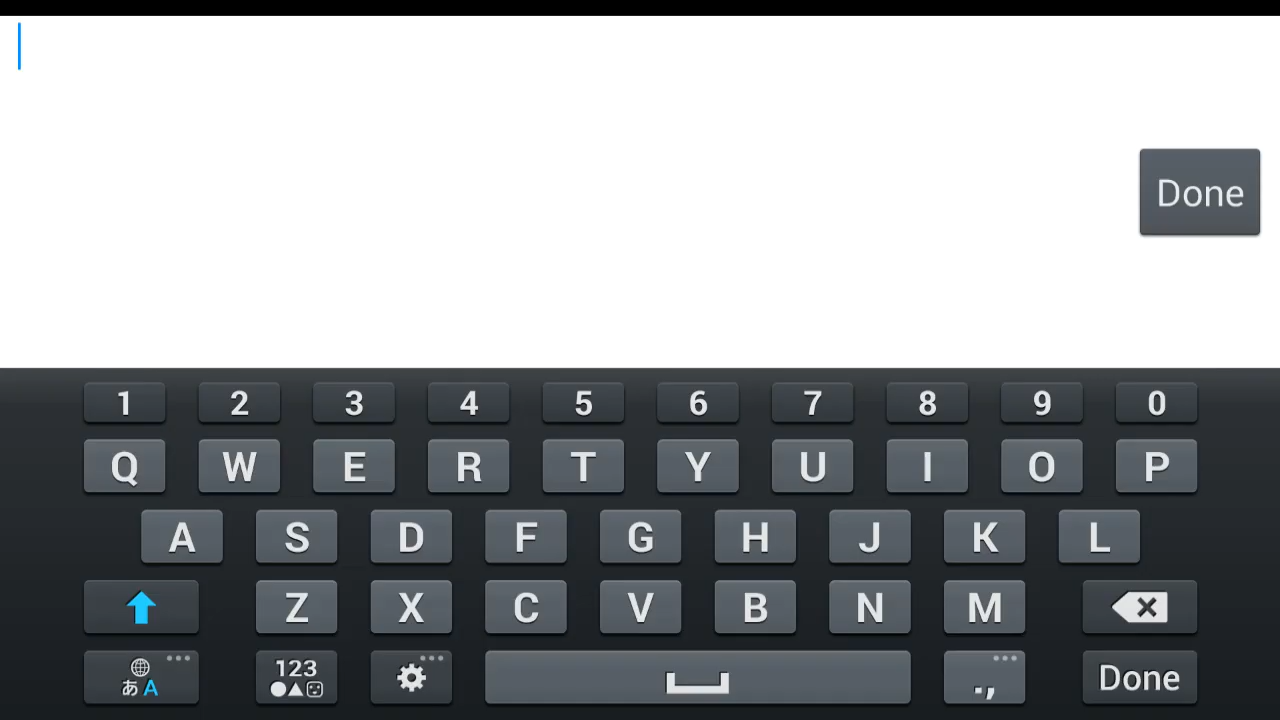 Done
1 2 3 4 5 6 7 8 9 0
Q W E R T Y U I O P
A S D F G H J K L
Z X C V B N M
あA 123 ., Done